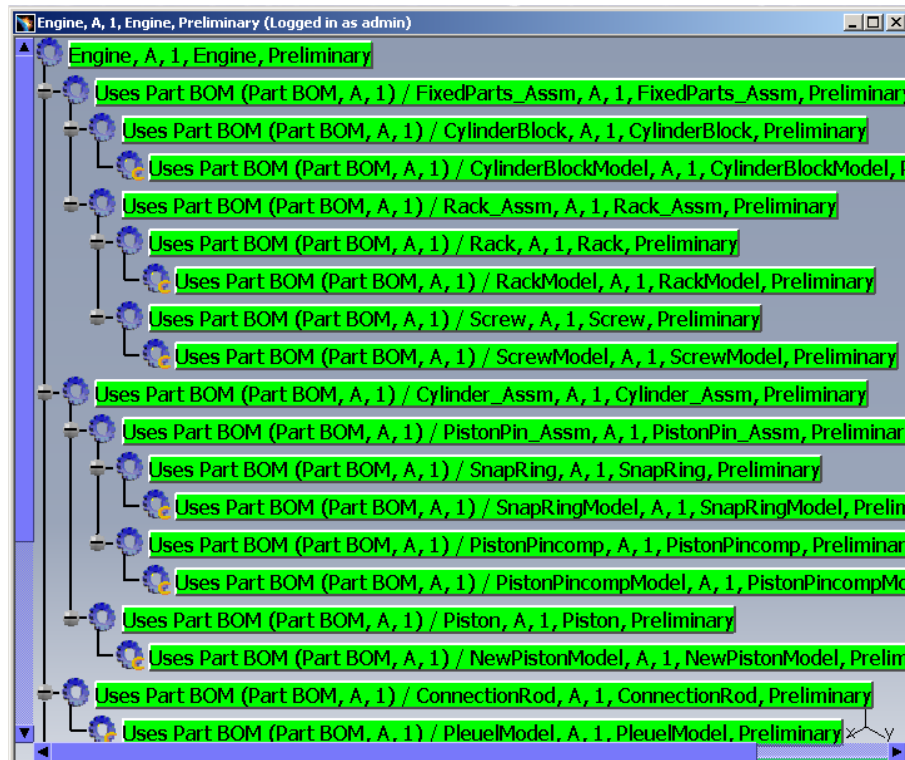 Engine, A, 1, Engine, Preliminary (Logged in as admin)
Engine, A, 1, Engine, Preliminary
Uses Part BOM (Part BOM, A, 1) / FixedParts_Assm, A, 1, FixedParts_Assm, Preliminary
Uses Part BOM (Part BOM, A, 1) / CylinderBlock, A, 1, CylinderBlock, Preliminary
Uses Part BOM (Part BOM, A, 1) / CylinderBlockModel, A, 1, CylinderBlockModel,
Uses Part BOM (Part BOM, A, 1) / Rack_Assm, A, 1, Rack_Assm, Preliminary
Uses Part BOM (Part BOM, A, 1) / Rack, A, 1, Rack, Preliminary
Uses Part BOM (Part BOM, A, 1) / RackModel, A, 1, RackModel, Preliminary
Uses Part BOM (Part BOM, A, 1) / Screw, A, 1, Screw, Preliminary
Uses Part BOM (Part BOM, A, 1) / ScrewModel, A, 1, ScrewModel, Preliminary
Uses Part BOM (Part BOM, A, 1) / Cylinder_Assm, A, 1, Cylinder_Assm, Preliminary
Uses Part BOM (Part BOM, A, 1) / PistonPin_Assm, A, 1, PistonPin_Assm, Preliminar
Uses Part BOM (Part BOM, A, 1) / SnapRing, A, 1, SnapRing, Preliminary
Uses Part BOM (Part BOM, A, 1) / SnapRingModel, A, 1, SnapRingModel, Prelin
Uses Part BOM (Part BOM, A, 1) / PistonPincomp, A, 1, PistonPincomp, Preliminar
Uses Part BOM (Part BOM, A, 1) / PistonPincompModel, A, 1, PistonPincompMo
Uses Part BOM (Part BOM, A, 1) / Piston, A, 1, Piston, Preliminary
Uses Part BOM (Part BOM, A, 1) / NewPistonModel, A, 1, NewPistonModel, Prelim
Uses Part BOM (Part BOM, A, 1) / ConnectionRod, A, 1, ConnectionRod, Preliminary
Uses Part BOM (Part BOM, A, 1) / PleuelModel, A, 1, PleuelModel, Preliminary
x y